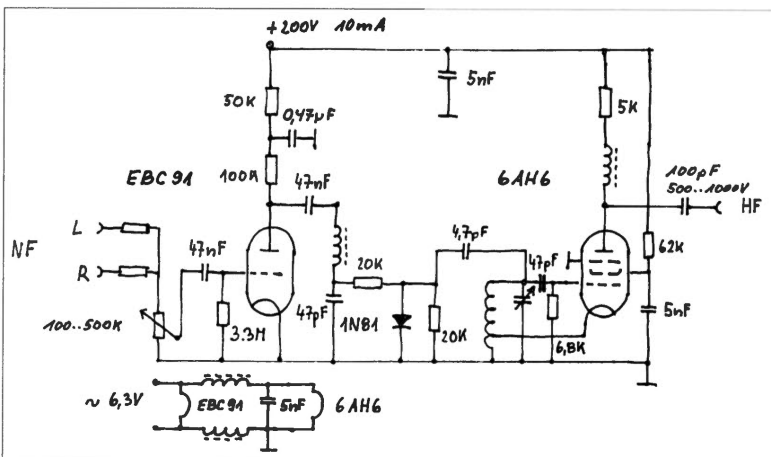 +200V 10mA
50K
0,47µF
5nF
5K
EBC91
100K
47nF
6AH6
100pF
500..1000V
HF
L
NF
R
47nF
20K
4,7pF
47pF
62K
100..500K
3.3M
47pF
1N81
20K
6,8K
5nF
~ 6,3V
EBC91
5nF
6AH6